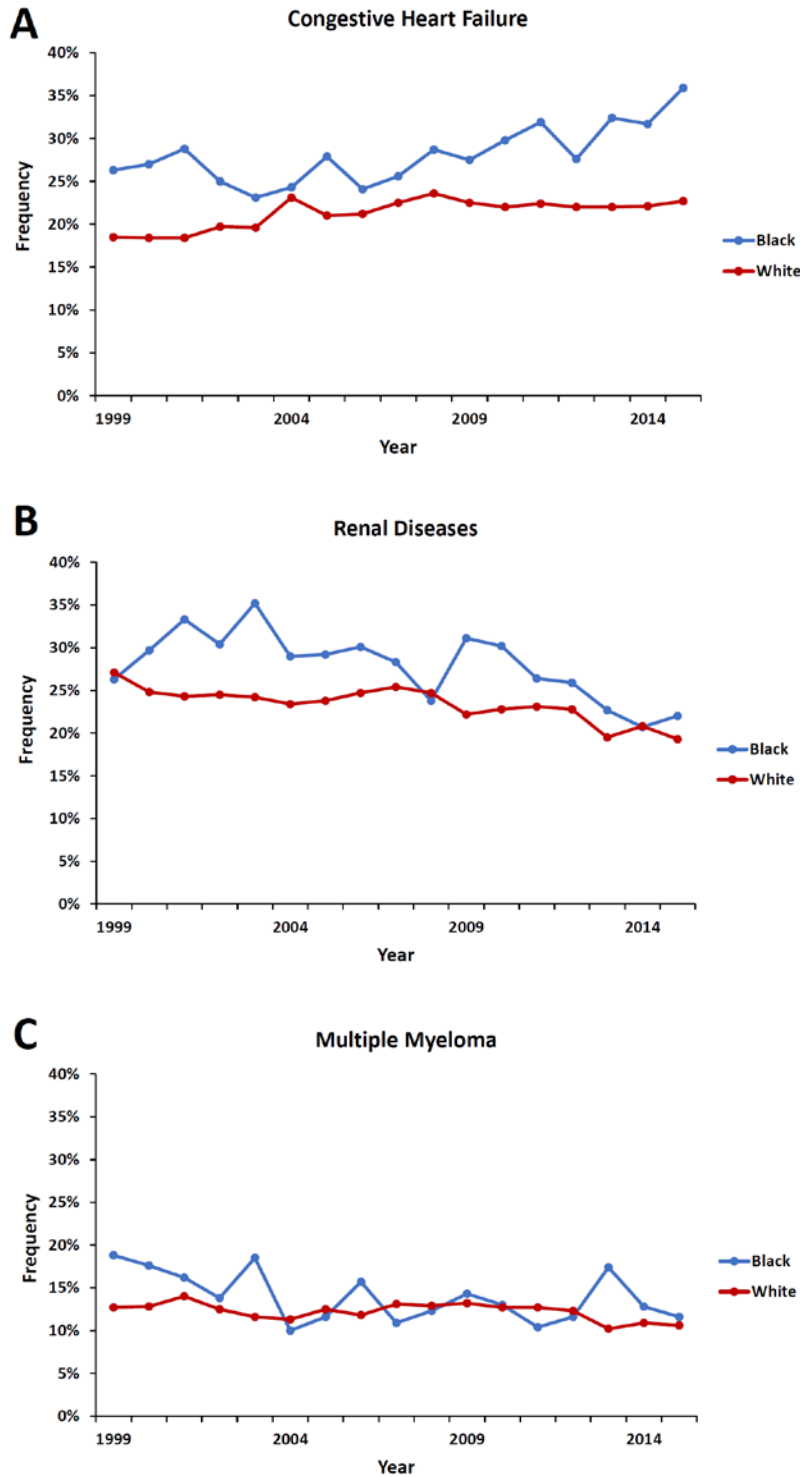 A
Congestive Heart Failure
40%
35%
30%
25%
20%
15%
10%
5%
0%
Frequency
1999 2004 2009 2014
Year
Black
White
B
Renal Diseases
40%
35%
30%
25%
20%
15%
10%
5%
0%
Frequency
1999 2004 2009 2014
Year
Black
White
C
Multiple Myeloma
40%
35%
30%
25%
20%
15%
10%
5%
0%
Frequency
1999 2004 2009 2014
Year
Black
White